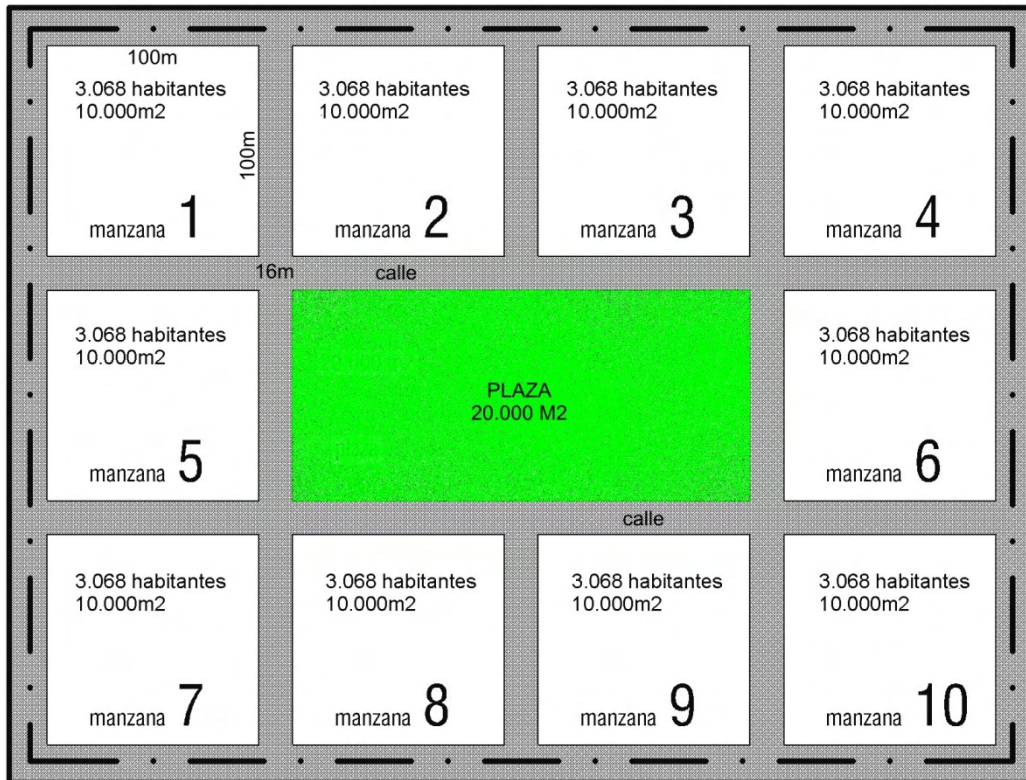 100m
3.068 habitantes
10.000m2
100m
manzana 1
3.068 habitantes
10.000m2
manzana 2
3.068 habitantes
10.000m2
manzana 3
3.068 habitantes
10.000m2
manzana 4
16m
calle
3.068 habitantes
10.000m2
manzana 5
PLAZA
20.000 M2
3.068 habitantes
10.000m2
manzana 6
calle
3.068 habitantes
10.000m2
manzana 7
3.068 habitantes
10.000m2
manzana 8
3.068 habitantes
10.000m2
manzana 9
3.068 habitantes
10.000m2
manzana 10